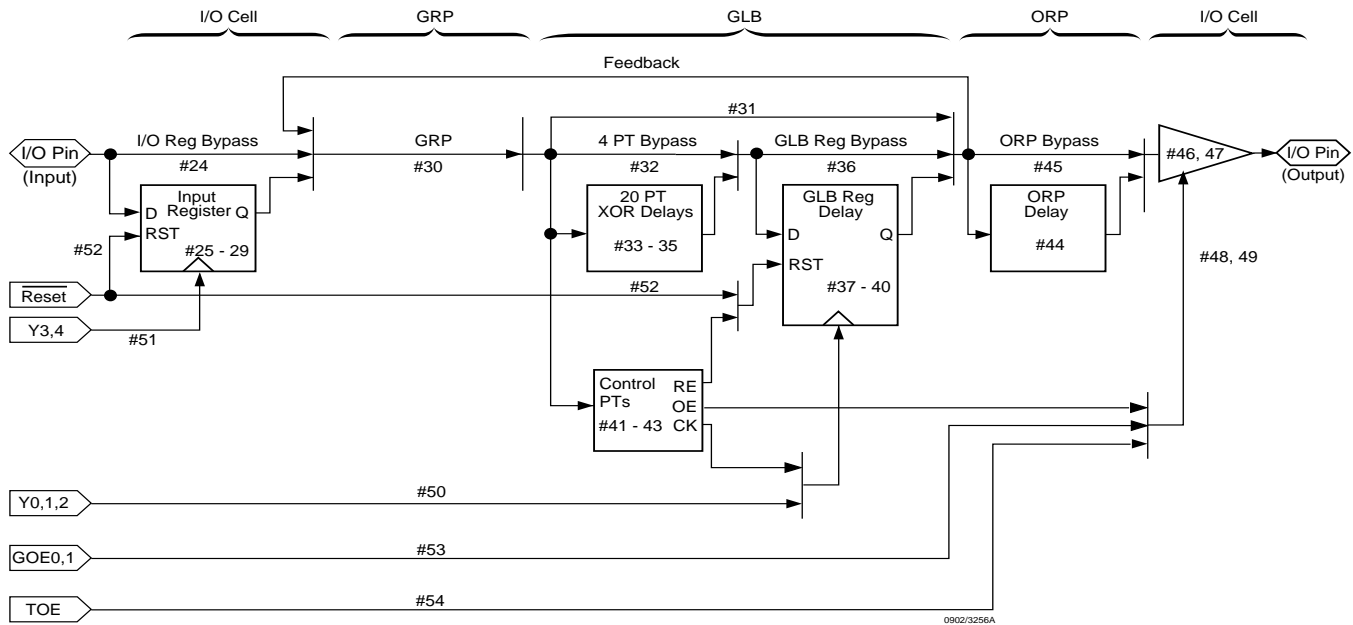 I/O Cell
GRP
GLB
ORP
I/O Cell
Feedback
#31
I/O Pin
(Input)
I/O Reg Bypass
#24
GRP
#30
4 PT Bypass
#32
GLB Reg Bypass
#36
ORP Bypass
#45
#46, 47
I/O Pin
(Output)
Input
Register
D
Q
RST
#25 - 29
20 PT
XOR Delays
#33 - 35
GLB Reg
Delay
D
Q
RST
#37 - 40
ORP
Delay
#44
#48, 49
#52
Reset
#52
Y3,4
#51
Control
PTs
#41 - 43
RE
OE
CK
Y0,1,2
#50
GOE0,1
#53
TOE
#54
0902/3256A